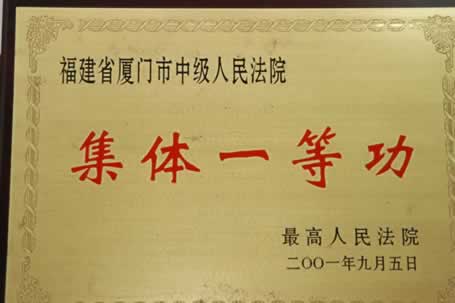 福建省厦门市中级人民法院
集体一等功
最高人民法院
二〇〇一年九月五日